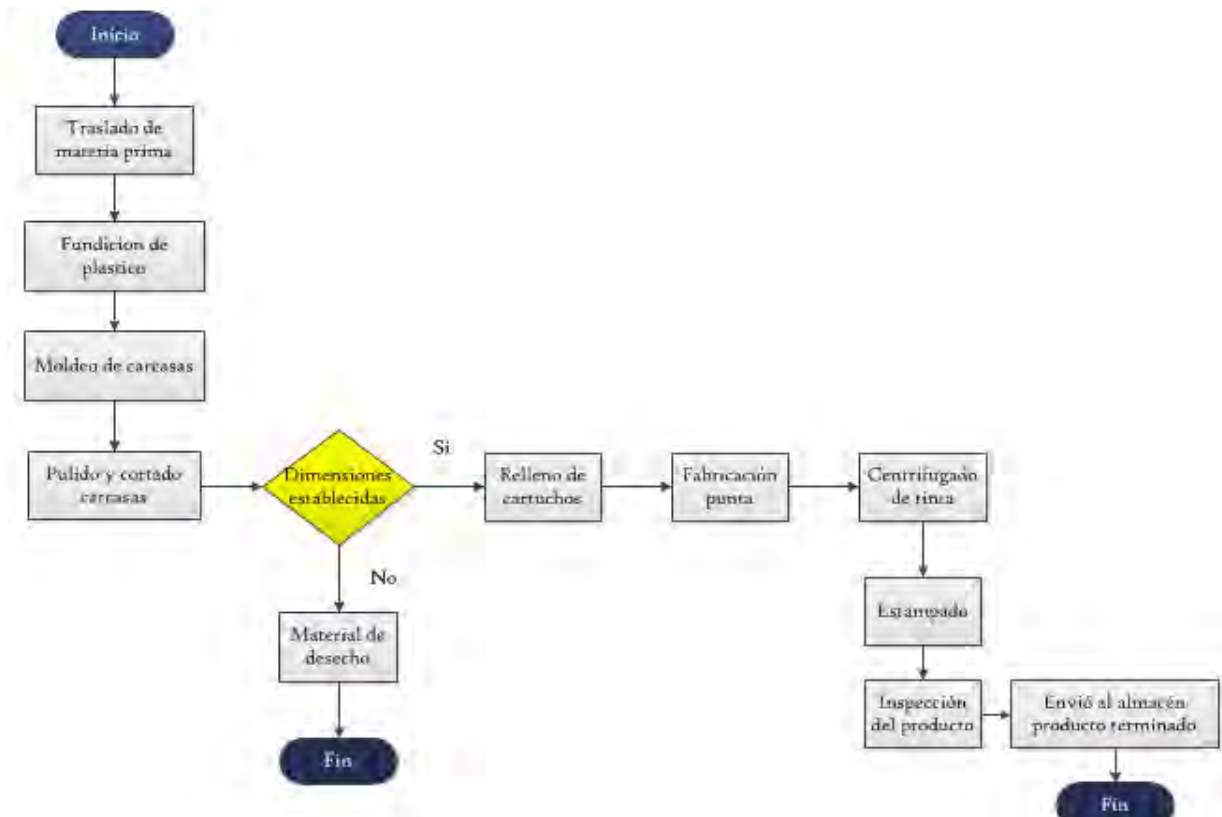 Inicio
Traslado de
materia prima
Fundicion de
plastico
Moldeo de carcasas
Pulido y cortado
carcasas
Dimensiones
establecidas
Si
Relleno de
cartuchos
Fabricación
punta
Centrifugado
de tinta
No
Material de
desecho
Fin
Estampado
Inspección
del producto
Envió al almacén
producto terminado
Fin